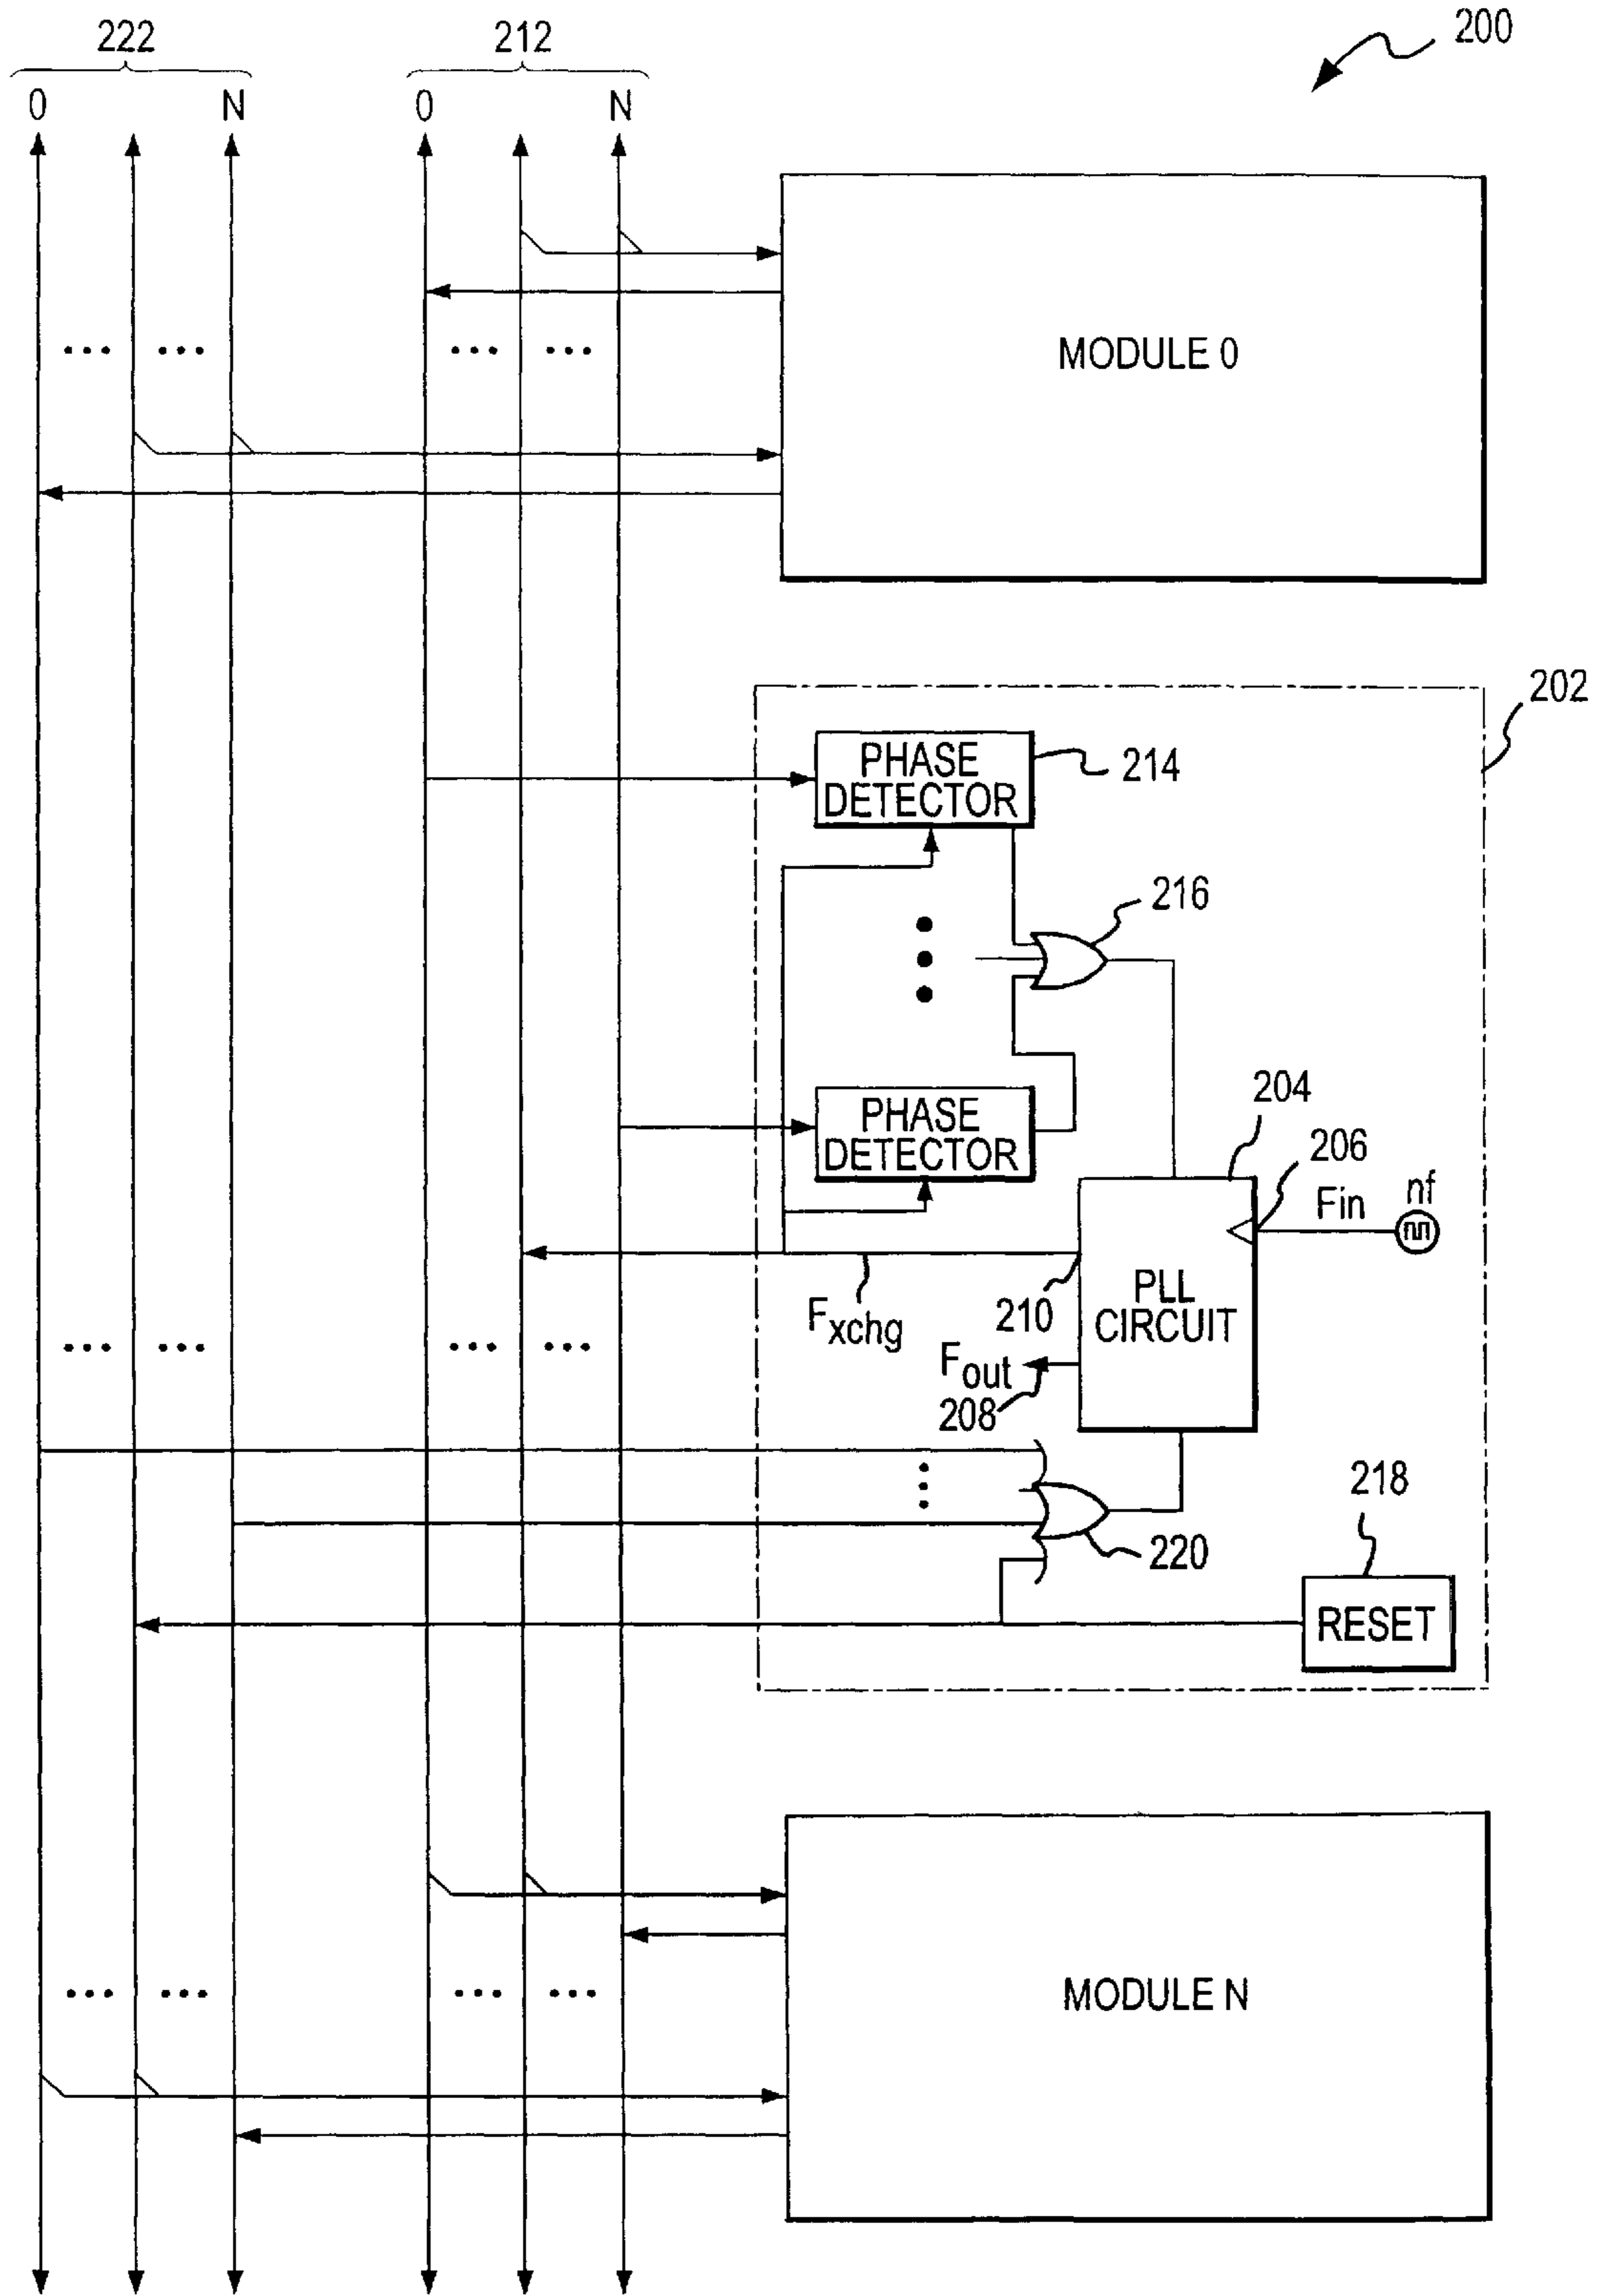 200
222
212
0
N
0
N
MODULE 0
202
PHASE
DETECTOR
214
216
204
PHASE
DETECTOR
206
Fin
nf
PLL
CIRCUIT
210
Fxchg
Fout
208
218
220
RESET
MODULE N